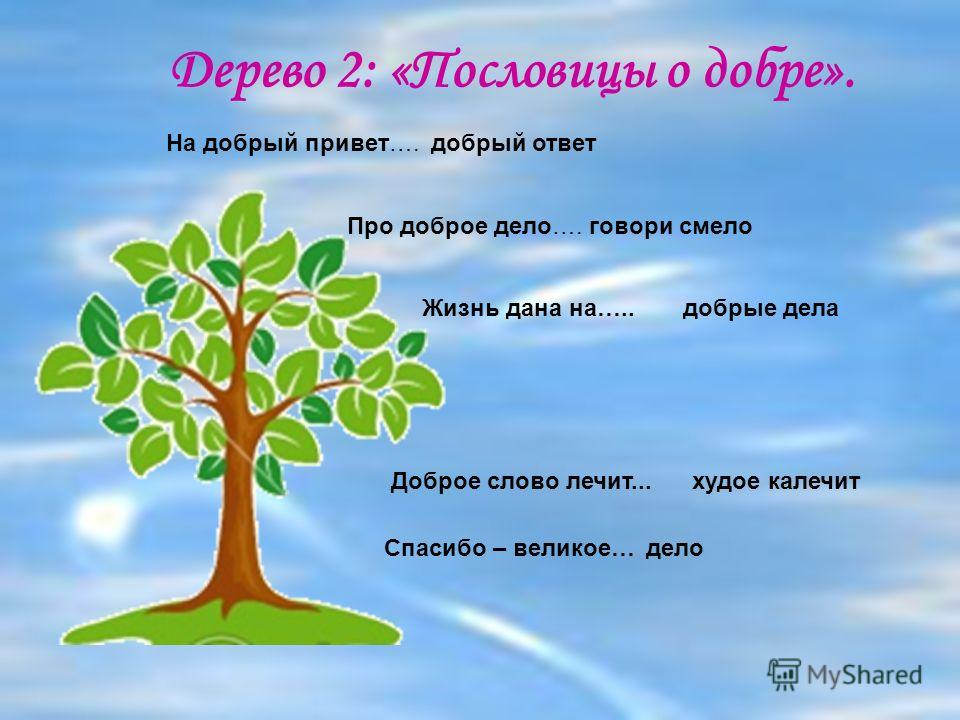 Дерево 2: «Пословицы о добре».
На добрый привет…. добрый ответ
Про доброе дело…. говори смело
Жизнь дана на….. добрые дела
Доброе слово лечит... худое калечит
Спасибо – великое… дело
MyShared